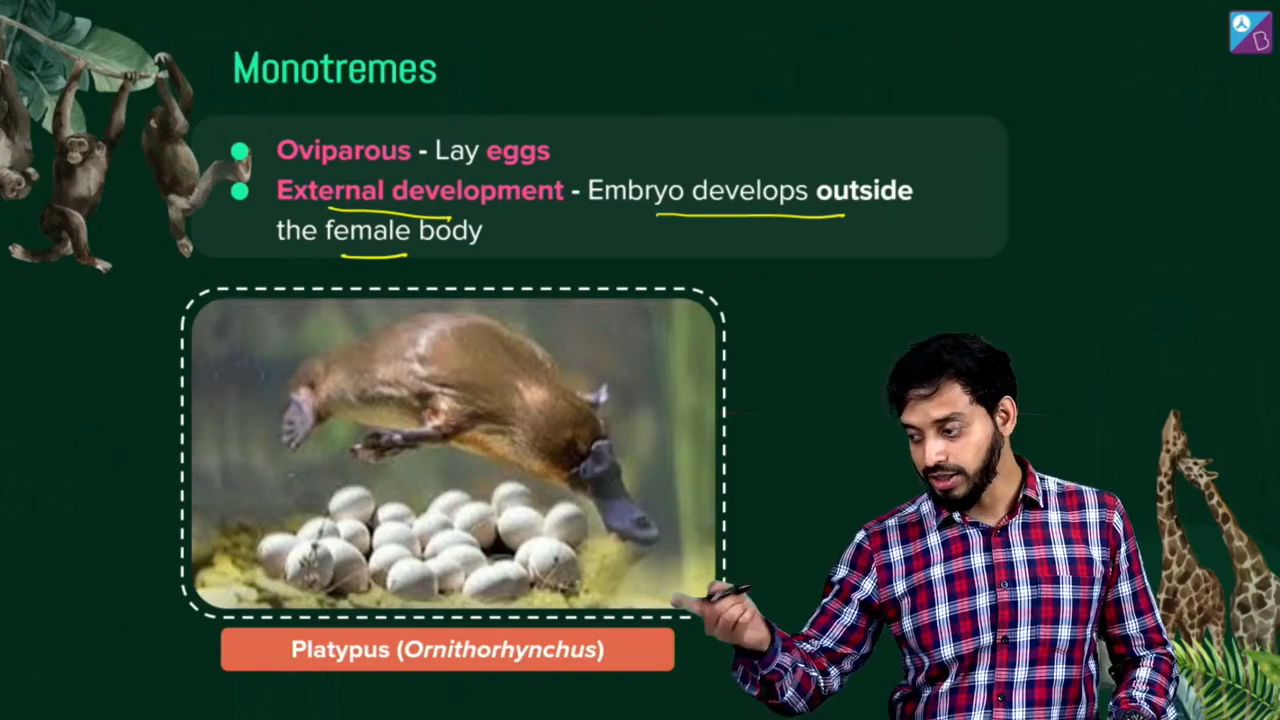 Monotremes
Oviparous - Lay eggs
External development - Embryo develops outside
the female body
Platypus (Ornithorhynchus)
B